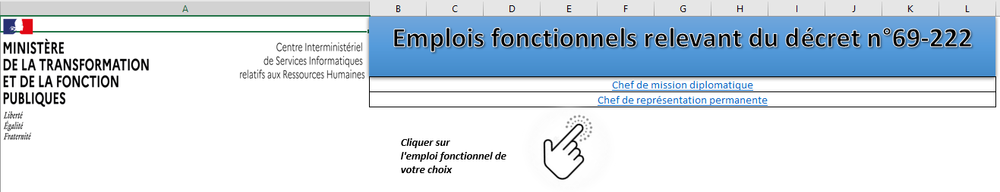 A B C D E F G H I J K L
MINISTÈRE
DE LA TRANSFORMATION
ET DE LA FONCTION
PUBLIQUES
Liberté
Égalité
Fraternité
Centre Interministériel
de Services Informatiques
relatifs aux Ressources Humaines
Emplois fonctionnels relevant du décret n°69-222
Chef de mission diplomatique
Chef de représentation permanente
Cliquer sur
l'emploi fonctionnel de
votre choix